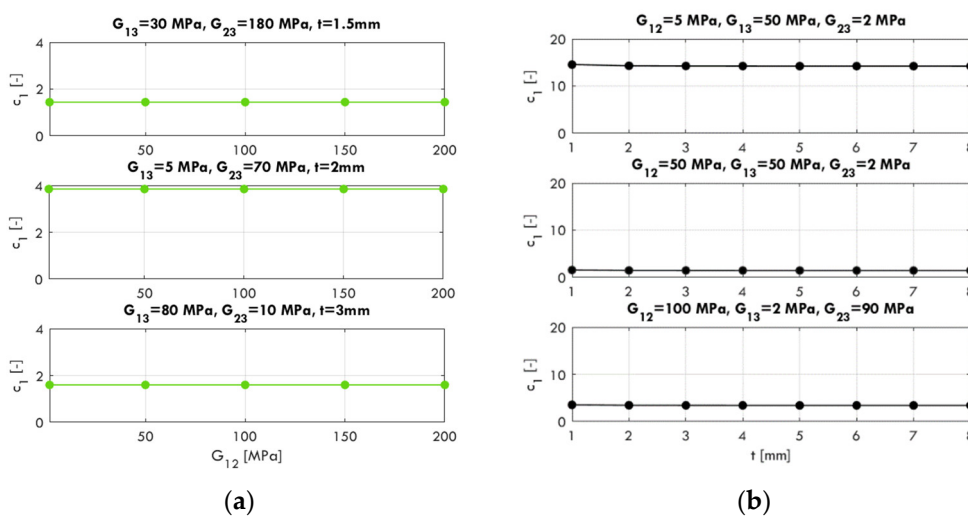 G13=30 MPa, G23=180 MPa, t=1.5mm
4
2
0
c1 [-]
50 100 150 200
G13=5 MPa, G23=70 MPa, t=2mm
4
2
0
c1 [-]
50 100 150 200
G13=80 MPa, G23=10 MPa, t=3mm
4
2
0
c1 [-]
50 100 150 200
G12 [MPa]
(a)
G12=5 MPa, G13=50 MPa, G23=2 MPa
20
10
0
c1 [-]
1 2 3 4 5 6 7 8
G12=50 MPa, G13=50 MPa, G23=2 MPa
20
10
0
c1 [-]
1 2 3 4 5 6 7 8
G12=100 MPa, G13=2 MPa, G23=90 MPa
20
10
0
c1 [-]
1 2 3 4 5 6 7 8
t [mm]
(b)